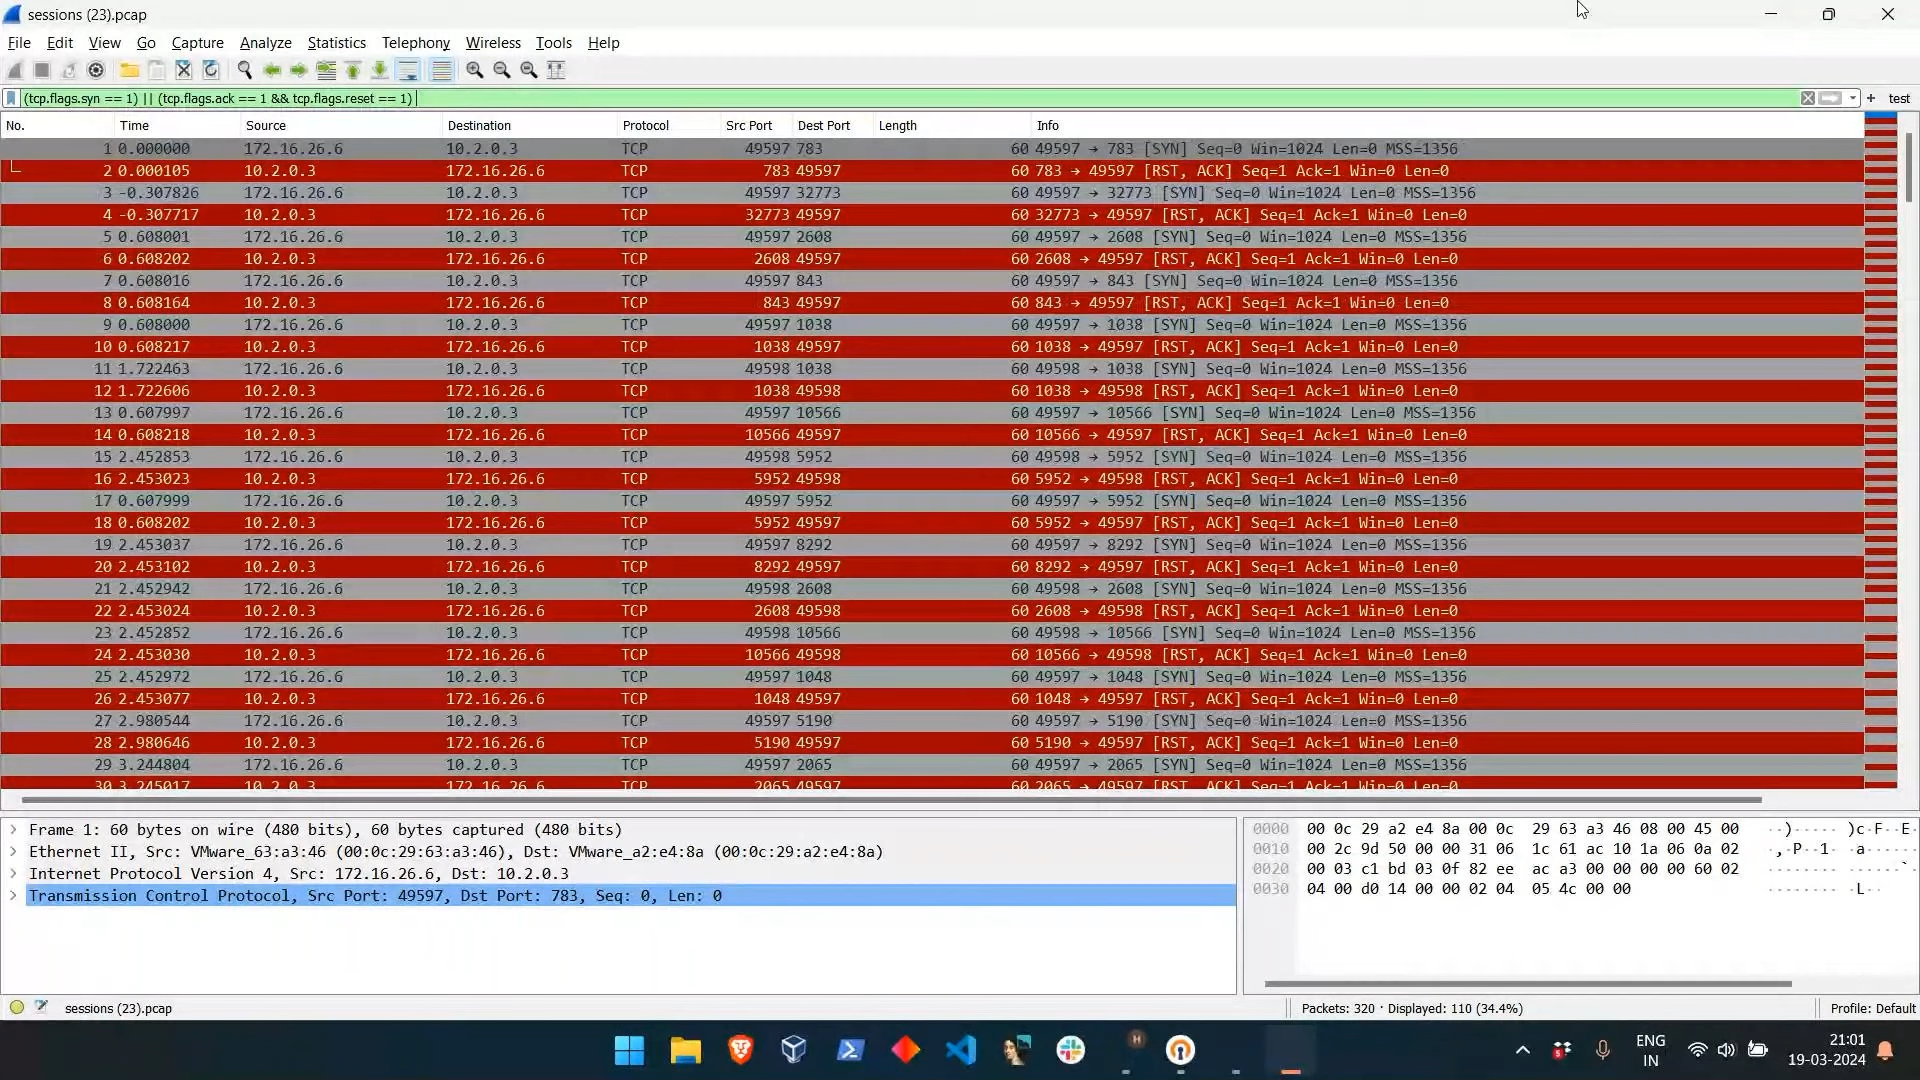 sessions (23).pcap
File Edit View Go Capture Analyze Statistics Telephony Wireless Tools Help
(tcp.flags.syn == 1) || (tcp.flags.ack == 1 && tcp.flags.reset == 1) + test
No. Time Source Destination Protocol Src Port Dest Port Length Info
1 0.000000 172.16.26.6 10.2.0.3 TCP 49597 783 60 49597 → 783 [SYN] Seq=0 Win=1024 Len=0 MSS=1356
2 0.000105 10.2.0.3 172.16.26.6 TCP 783 49597 60 783 → 49597 [RST, ACK] Seq=1 Ack=1 Win=0 Len=0
3 -0.307826 172.16.26.6 10.2.0.3 TCP 49597 32773 60 49597 → 32773 [SYN] Seq=0 Win=1024 Len=0 MSS=1356
4 -0.307717 10.2.0.3 172.16.26.6 TCP 32773 49597 60 32773 → 49597 [RST, ACK] Seq=1 Ack=1 Win=0 Len=0
5 0.608001 172.16.26.6 10.2.0.3 TCP 49597 2608 60 49597 → 2608 [SYN] Seq=0 Win=1024 Len=0 MSS=1356
6 0.608202 10.2.0.3 172.16.26.6 TCP 2608 49597 60 2608 → 49597 [RST, ACK] Seq=1 Ack=1 Win=0 Len=0
7 0.608016 172.16.26.6 10.2.0.3 TCP 49597 843 60 49597 → 843 [SYN] Seq=0 Win=1024 Len=0 MSS=1356
8 0.608164 10.2.0.3 172.16.26.6 TCP 843 49597 60 843 → 49597 [RST, ACK] Seq=1 Ack=1 Win=0 Len=0
9 0.608000 172.16.26.6 10.2.0.3 TCP 49597 1038 60 49597 → 1038 [SYN] Seq=0 Win=1024 Len=0 MSS=1356
10 0.608217 10.2.0.3 172.16.26.6 TCP 1038 49597 60 1038 → 49597 [RST, ACK] Seq=1 Ack=1 Win=0 Len=0
11 1.722463 172.16.26.6 10.2.0.3 TCP 49598 1038 60 49598 → 1038 [SYN] Seq=0 Win=1024 Len=0 MSS=1356
12 1.722606 10.2.0.3 172.16.26.6 TCP 1038 49598 60 1038 → 49598 [RST, ACK] Seq=1 Ack=1 Win=0 Len=0
13 0.607997 172.16.26.6 10.2.0.3 TCP 49597 10566 60 49597 → 10566 [SYN] Seq=0 Win=1024 Len=0 MSS=1356
14 0.608218 10.2.0.3 172.16.26.6 TCP 10566 49597 60 10566 → 49597 [RST, ACK] Seq=1 Ack=1 Win=0 Len=0
15 2.452853 172.16.26.6 10.2.0.3 TCP 49598 5952 60 49598 → 5952 [SYN] Seq=0 Win=1024 Len=0 MSS=1356
16 2.453023 10.2.0.3 172.16.26.6 TCP 5952 49598 60 5952 → 49598 [RST, ACK] Seq=1 Ack=1 Win=0 Len=0
17 0.607999 172.16.26.6 10.2.0.3 TCP 49597 5952 60 49597 → 5952 [SYN] Seq=0 Win=1024 Len=0 MSS=1356
18 0.608202 10.2.0.3 172.16.26.6 TCP 5952 49597 60 5952 → 49597 [RST, ACK] Seq=1 Ack=1 Win=0 Len=0
19 2.453037 172.16.26.6 10.2.0.3 TCP 49597 8292 60 49597 → 8292 [SYN] Seq=0 Win=1024 Len=0 MSS=1356
20 2.453102 10.2.0.3 172.16.26.6 TCP 8292 49597 60 8292 → 49597 [RST, ACK] Seq=1 Ack=1 Win=0 Len=0
21 2.452942 172.16.26.6 10.2.0.3 TCP 49598 2608 60 49598 → 2608 [SYN] Seq=0 Win=1024 Len=0 MSS=1356
22 2.453024 10.2.0.3 172.16.26.6 TCP 2608 49598 60 2608 → 49598 [RST, ACK] Seq=1 Ack=1 Win=0 Len=0
23 2.452852 172.16.26.6 10.2.0.3 TCP 49598 10566 60 49598 → 10566 [SYN] Seq=0 Win=1024 Len=0 MSS=1356
24 2.453030 10.2.0.3 172.16.26.6 TCP 10566 49598 60 10566 → 49598 [RST, ACK] Seq=1 Ack=1 Win=0 Len=0
25 2.452972 172.16.26.6 10.2.0.3 TCP 49597 1048 60 49597 → 1048 [SYN] Seq=0 Win=1024 Len=0 MSS=1356
26 2.453077 10.2.0.3 172.16.26.6 TCP 1048 49597 60 1048 → 49597 [RST, ACK] Seq=1 Ack=1 Win=0 Len=0
27 2.980544 172.16.26.6 10.2.0.3 TCP 49597 5190 60 49597 → 5190 [SYN] Seq=0 Win=1024 Len=0 MSS=1356
28 2.980646 10.2.0.3 172.16.26.6 TCP 5190 49597 60 5190 → 49597 [RST, ACK] Seq=1 Ack=1 Win=0 Len=0
29 3.244804 172.16.26.6 10.2.0.3 TCP 49597 2065 60 49597 → 2065 [SYN] Seq=0 Win=1024 Len=0 MSS=1356
30 3.245017 10.2.0.3 172.16.26.6 TCP 2065 49597 60 2065 → 49597 [RST, ACK] Seq=1 Ack=1 Win=0 Len=0
Frame 1: 60 bytes on wire (480 bits), 60 bytes captured (480 bits)
Ethernet II, Src: VMware_63:a3:46 (00:0c:29:63:a3:46), Dst: VMware_a2:e4:8a (00:0c:29:a2:e4:8a)
Internet Protocol Version 4, Src: 172.16.26.6, Dst: 10.2.0.3
Transmission Control Protocol, Src Port: 49597, Dst Port: 783, Seq: 0, Len: 0
0000 00 0c 29 a2 e4 8a 00 0c 29 63 a3 46 08 00 45 00 ··)····· )c·F··E·
0010 00 2c 9d 50 00 00 31 06 1c 61 ac 10 1a 06 0a 02 ·,·P··1· ·a······
0020 00 03 c1 bd 03 0f 82 ee ac a3 00 00 00 00 60 02 ········ ······`·
0030 04 00 d0 14 00 00 02 04 05 4c 00 00 ········ ·L··
sessions (23).pcap Packets: 320 · Displayed: 110 (34.4%) Profile: Default
ENG
IN
21:01
19-03-2024